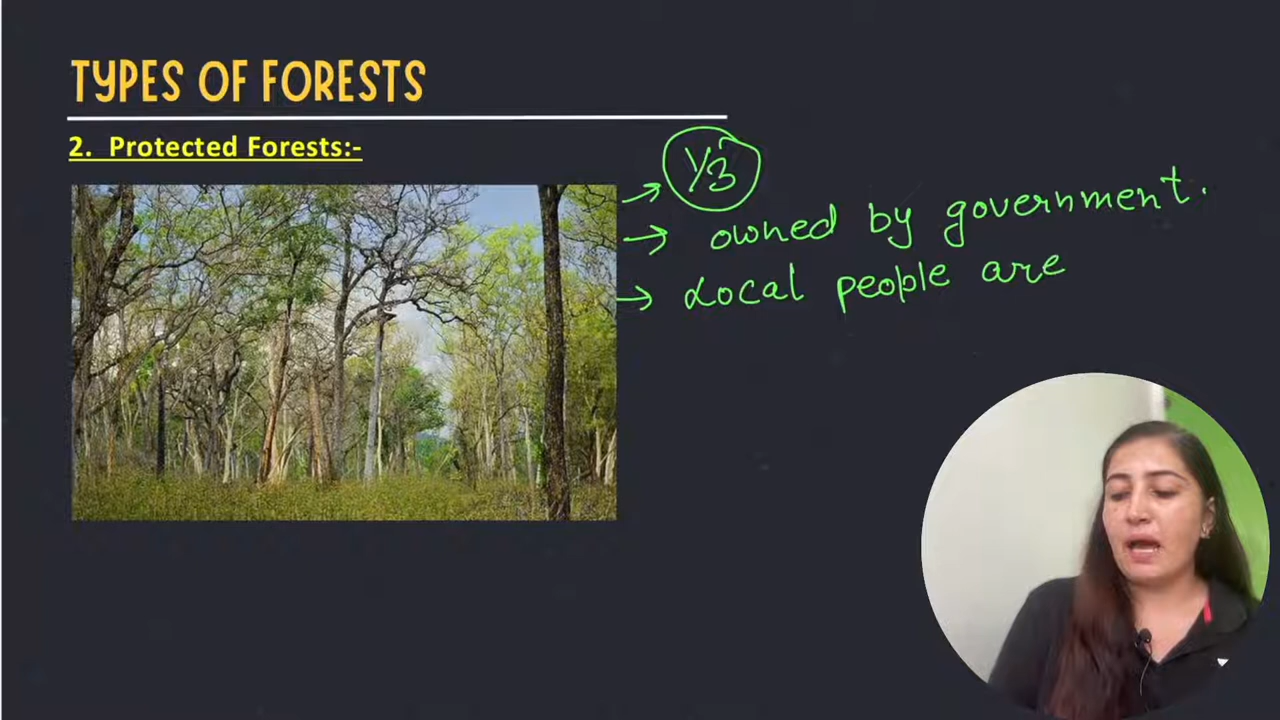 TYPES OF FORESTS
2. Protected Forests:-
→ 1/3
→ owned by government.
→ Local people are